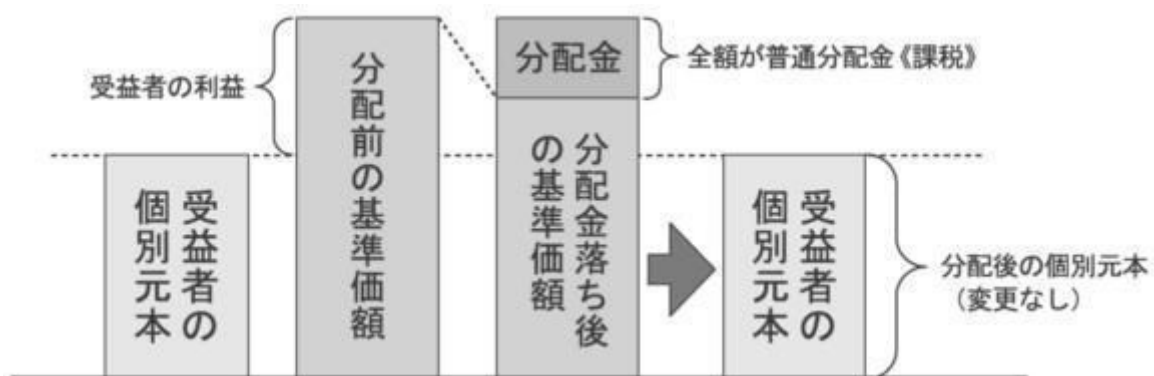 受益者の利益
受益者の
個別元本
分配前の基準価額
分配金
全額が普通分配金《課税》
分配金落ち後
の基準価額
受益者の
個別元本
分配後の個別元本
（変更なし）